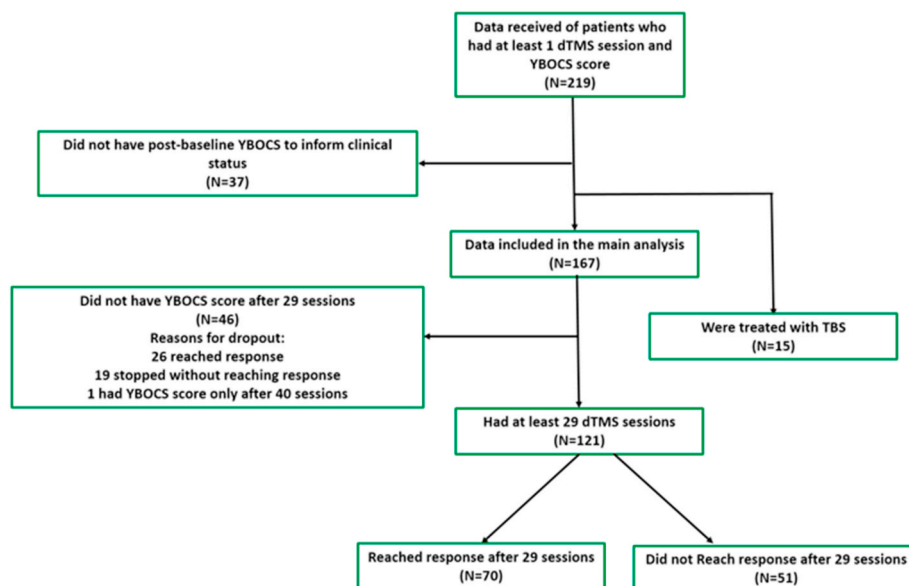 Data received of patients who
had at least 1 dTMS session and
YBOCS score
(N=219)
Did not have post-baseline YBOCS to inform clinical
status
(N=37)
Data included in the main analysis
(N=167)
Did not have YBOCS score after 29 sessions
(N=46)
Reasons for dropout:
26 reached response
19 stopped without reaching response
1 had YBOCS score only after 40 sessions
Were treated with TBS
(N=15)
Had at least 29 dTMS sessions
(N=121)
Reached response after 29 sessions
(N=70)
Did not Reach response after 29 sessions
(N=51)